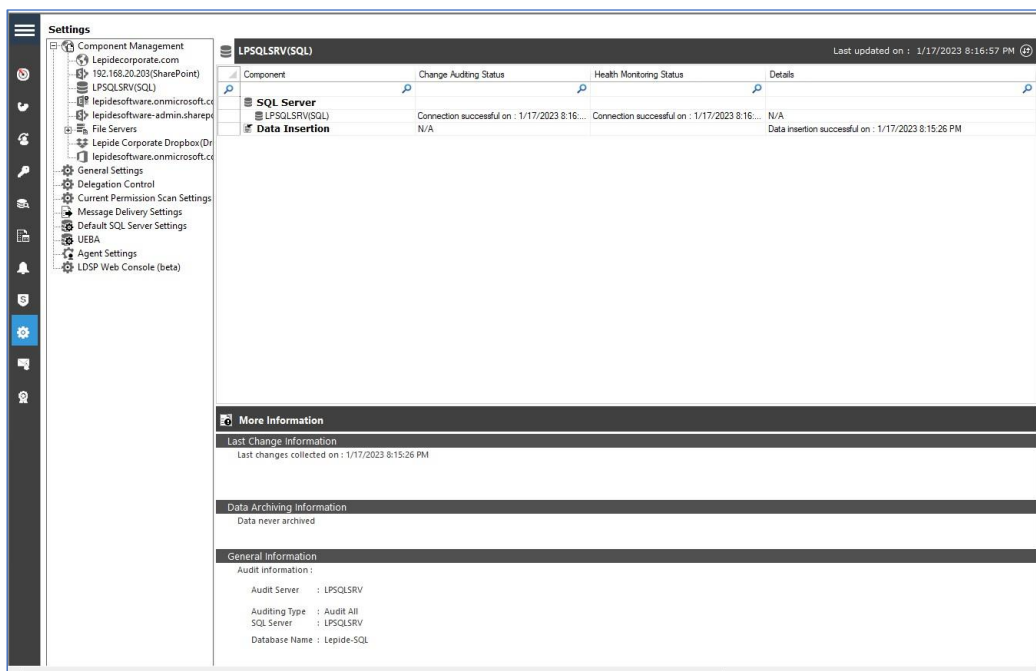 Settings
Component Management
Lepidecorporate.com
192.168.20.203(SharePoint)
LPSQLSRV(SQL)
lepidesoftware.onmicrosoft.co
lepidesoftware-admin.sharepo
File Servers
Lepide Corporate Dropbox(Dr
lepidesoftware.onmicrosoft.co
General Settings
Delegation Control
Current Permission Scan Settings
Message Delivery Settings
Default SQL Server Settings
UEBA
Agent Settings
LDSP Web Console (beta)
LPSQLSRV(SQL) Last updated on : 1/17/2023 8:16:57 PM
Component Change Auditing Status Health Monitoring Status Details
SQL Server
LPSQLSRV(SQL) Connection successful on : 1/17/2023 8:16:... Connection successful on : 1/17/2023 8:16:... N/A
Data Insertion N/A Data insertion successful on : 1/17/2023 8:15:26 PM
More Information
Last Change Information
Last changes collected on : 1/17/2023 8:15:26 PM
Data Archiving Information
Data never archived
General Information
Audit information :
Audit Server : LPSQLSRV
Auditing Type : Audit All
SQL Server : LPSQLSRV
Database Name : Lepide-SQL